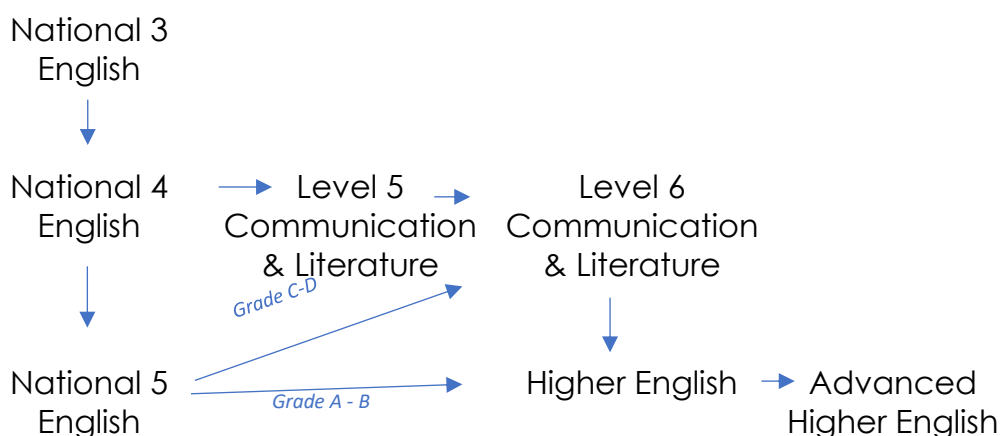 National 3
English
National 4
English
Level 5
Communication
& Literature
Level 6
Communication
& Literature
Grade C-D
National 5
English
Grade A - B
Higher English
Advanced
Higher English